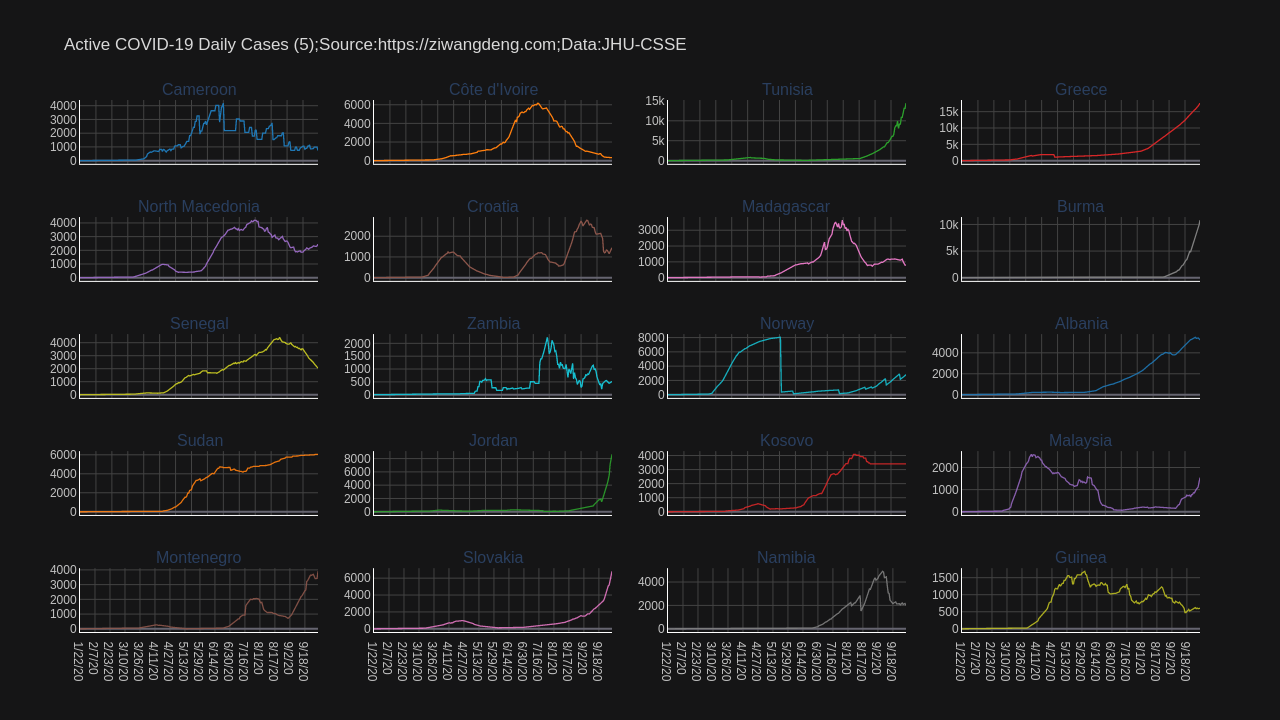 Active COVID-19 Daily Cases (5);Source:https://ziwangdeng.com;Data:JHU-CSSE
Cameroon
4000
3000
2000
1000
0
Côte d'Ivoire
6000
4000
2000
0
Tunisia
15k
10k
5k
0
Greece
15k
10k
5k
0
North Macedonia
4000
3000
2000
1000
0
Croatia
2000
1000
0
Madagascar
3000
2000
1000
0
Burma
10k
5k
0
Senegal
4000
3000
2000
1000
0
Zambia
2000
1500
1000
500
0
Norway
8000
6000
4000
2000
0
Albania
4000
2000
0
Sudan
6000
4000
2000
0
Jordan
8000
6000
4000
2000
0
Kosovo
4000
3000
2000
1000
0
Malaysia
2000
1000
0
Montenegro
4000
3000
2000
1000
0
1/22/20 2/7/20 2/23/20 3/10/20 3/26/20 4/11/20 4/27/20 5/13/20 5/29/20 6/14/20 6/30/20 7/16/20 8/1/20 8/17/20 9/2/20 9/18/20
Slovakia
6000
4000
2000
0
1/22/20 2/7/20 2/23/20 3/10/20 3/26/20 4/11/20 4/27/20 5/13/20 5/29/20 6/14/20 6/30/20 7/16/20 8/1/20 8/17/20 9/2/20 9/18/20
Namibia
4000
2000
0
1/22/20 2/7/20 2/23/20 3/10/20 3/26/20 4/11/20 4/27/20 5/13/20 5/29/20 6/14/20 6/30/20 7/16/20 8/1/20 8/17/20 9/2/20 9/18/20
Guinea
1500
1000
500
0
1/22/20 2/7/20 2/23/20 3/10/20 3/26/20 4/11/20 4/27/20 5/13/20 5/29/20 6/14/20 6/30/20 7/16/20 8/1/20 8/17/20 9/2/20 9/18/20